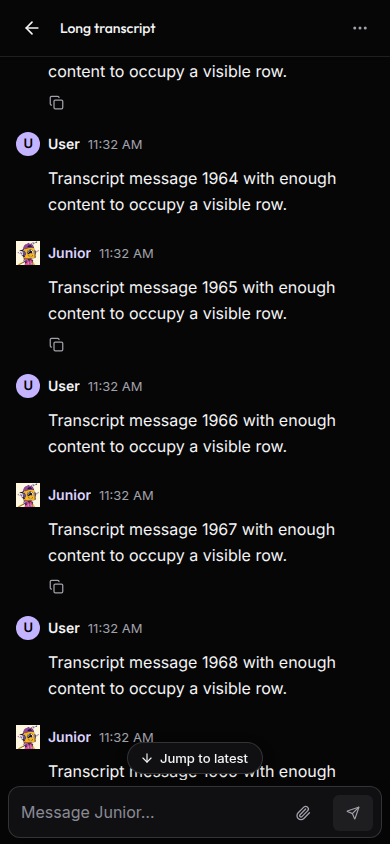 Long transcript
content to occupy a visible row.
U User 11:32 AM
Transcript message 1964 with enough
content to occupy a visible row.
Junior 11:32 AM
Transcript message 1965 with enough
content to occupy a visible row.
U User 11:32 AM
Transcript message 1966 with enough
content to occupy a visible row.
Junior 11:32 AM
Transcript message 1967 with enough
content to occupy a visible row.
U User 11:32 AM
Transcript message 1968 with enough
content to occupy a visible row.
Junior 11:32 AM
Jump to latest
Transcript message 1969 with enough
Message Junior...